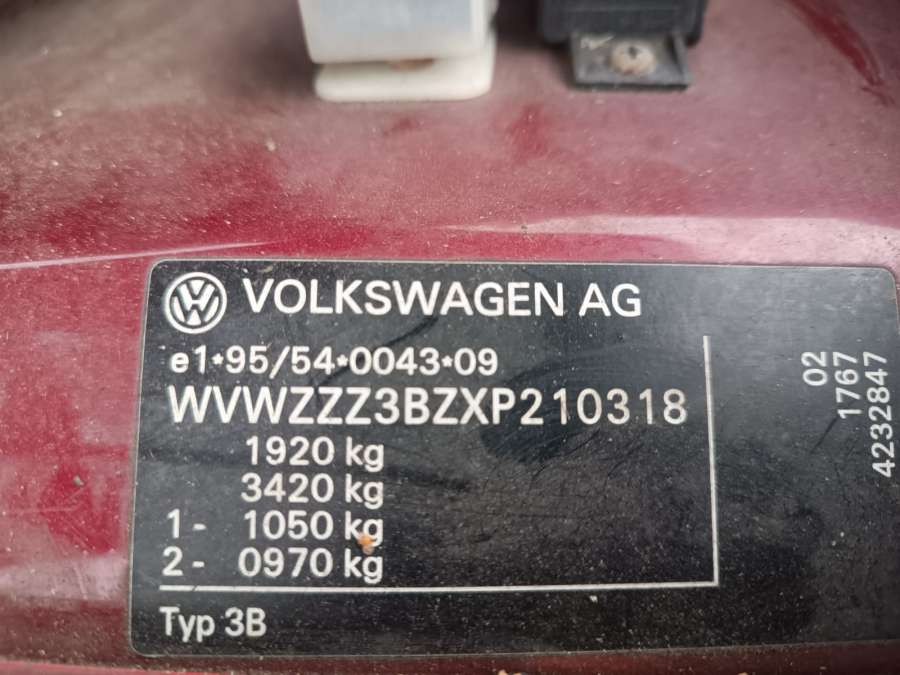 VOLKSWAGEN AG
e1*95/54*0043*09
WVWZZZ3BZXP210318
1920 kg
3420 kg
1- 1050 kg
2- 0970 kg
Typ 3B
02
1767
4232847